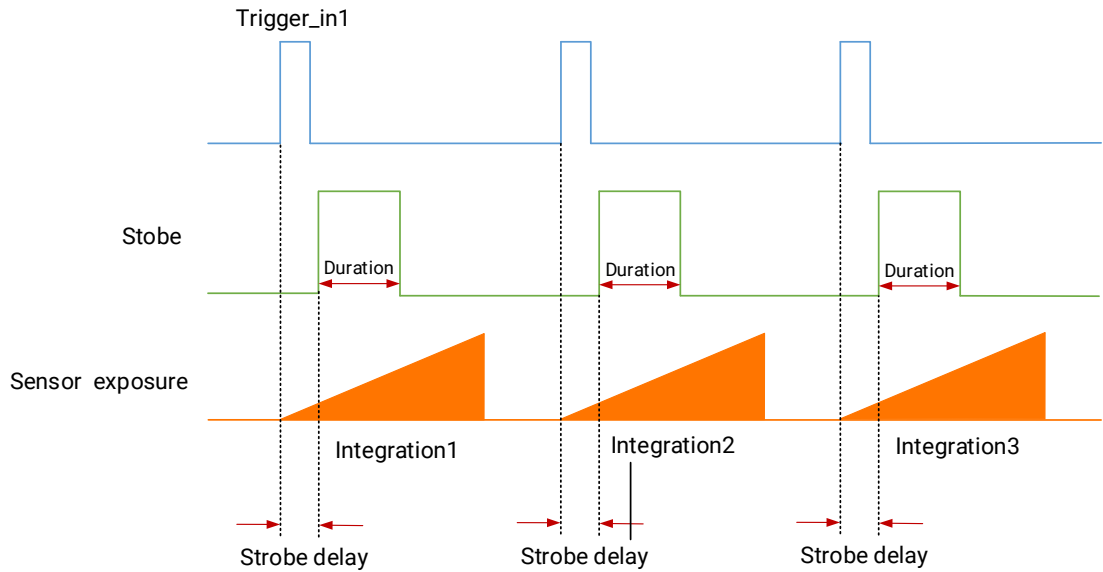 Trigger_in1
Stobe
Duration
Duration
Duration
Sensor exposure
Integration1
Integration2
Integration3
Strobe delay
Strobe delay
Strobe delay